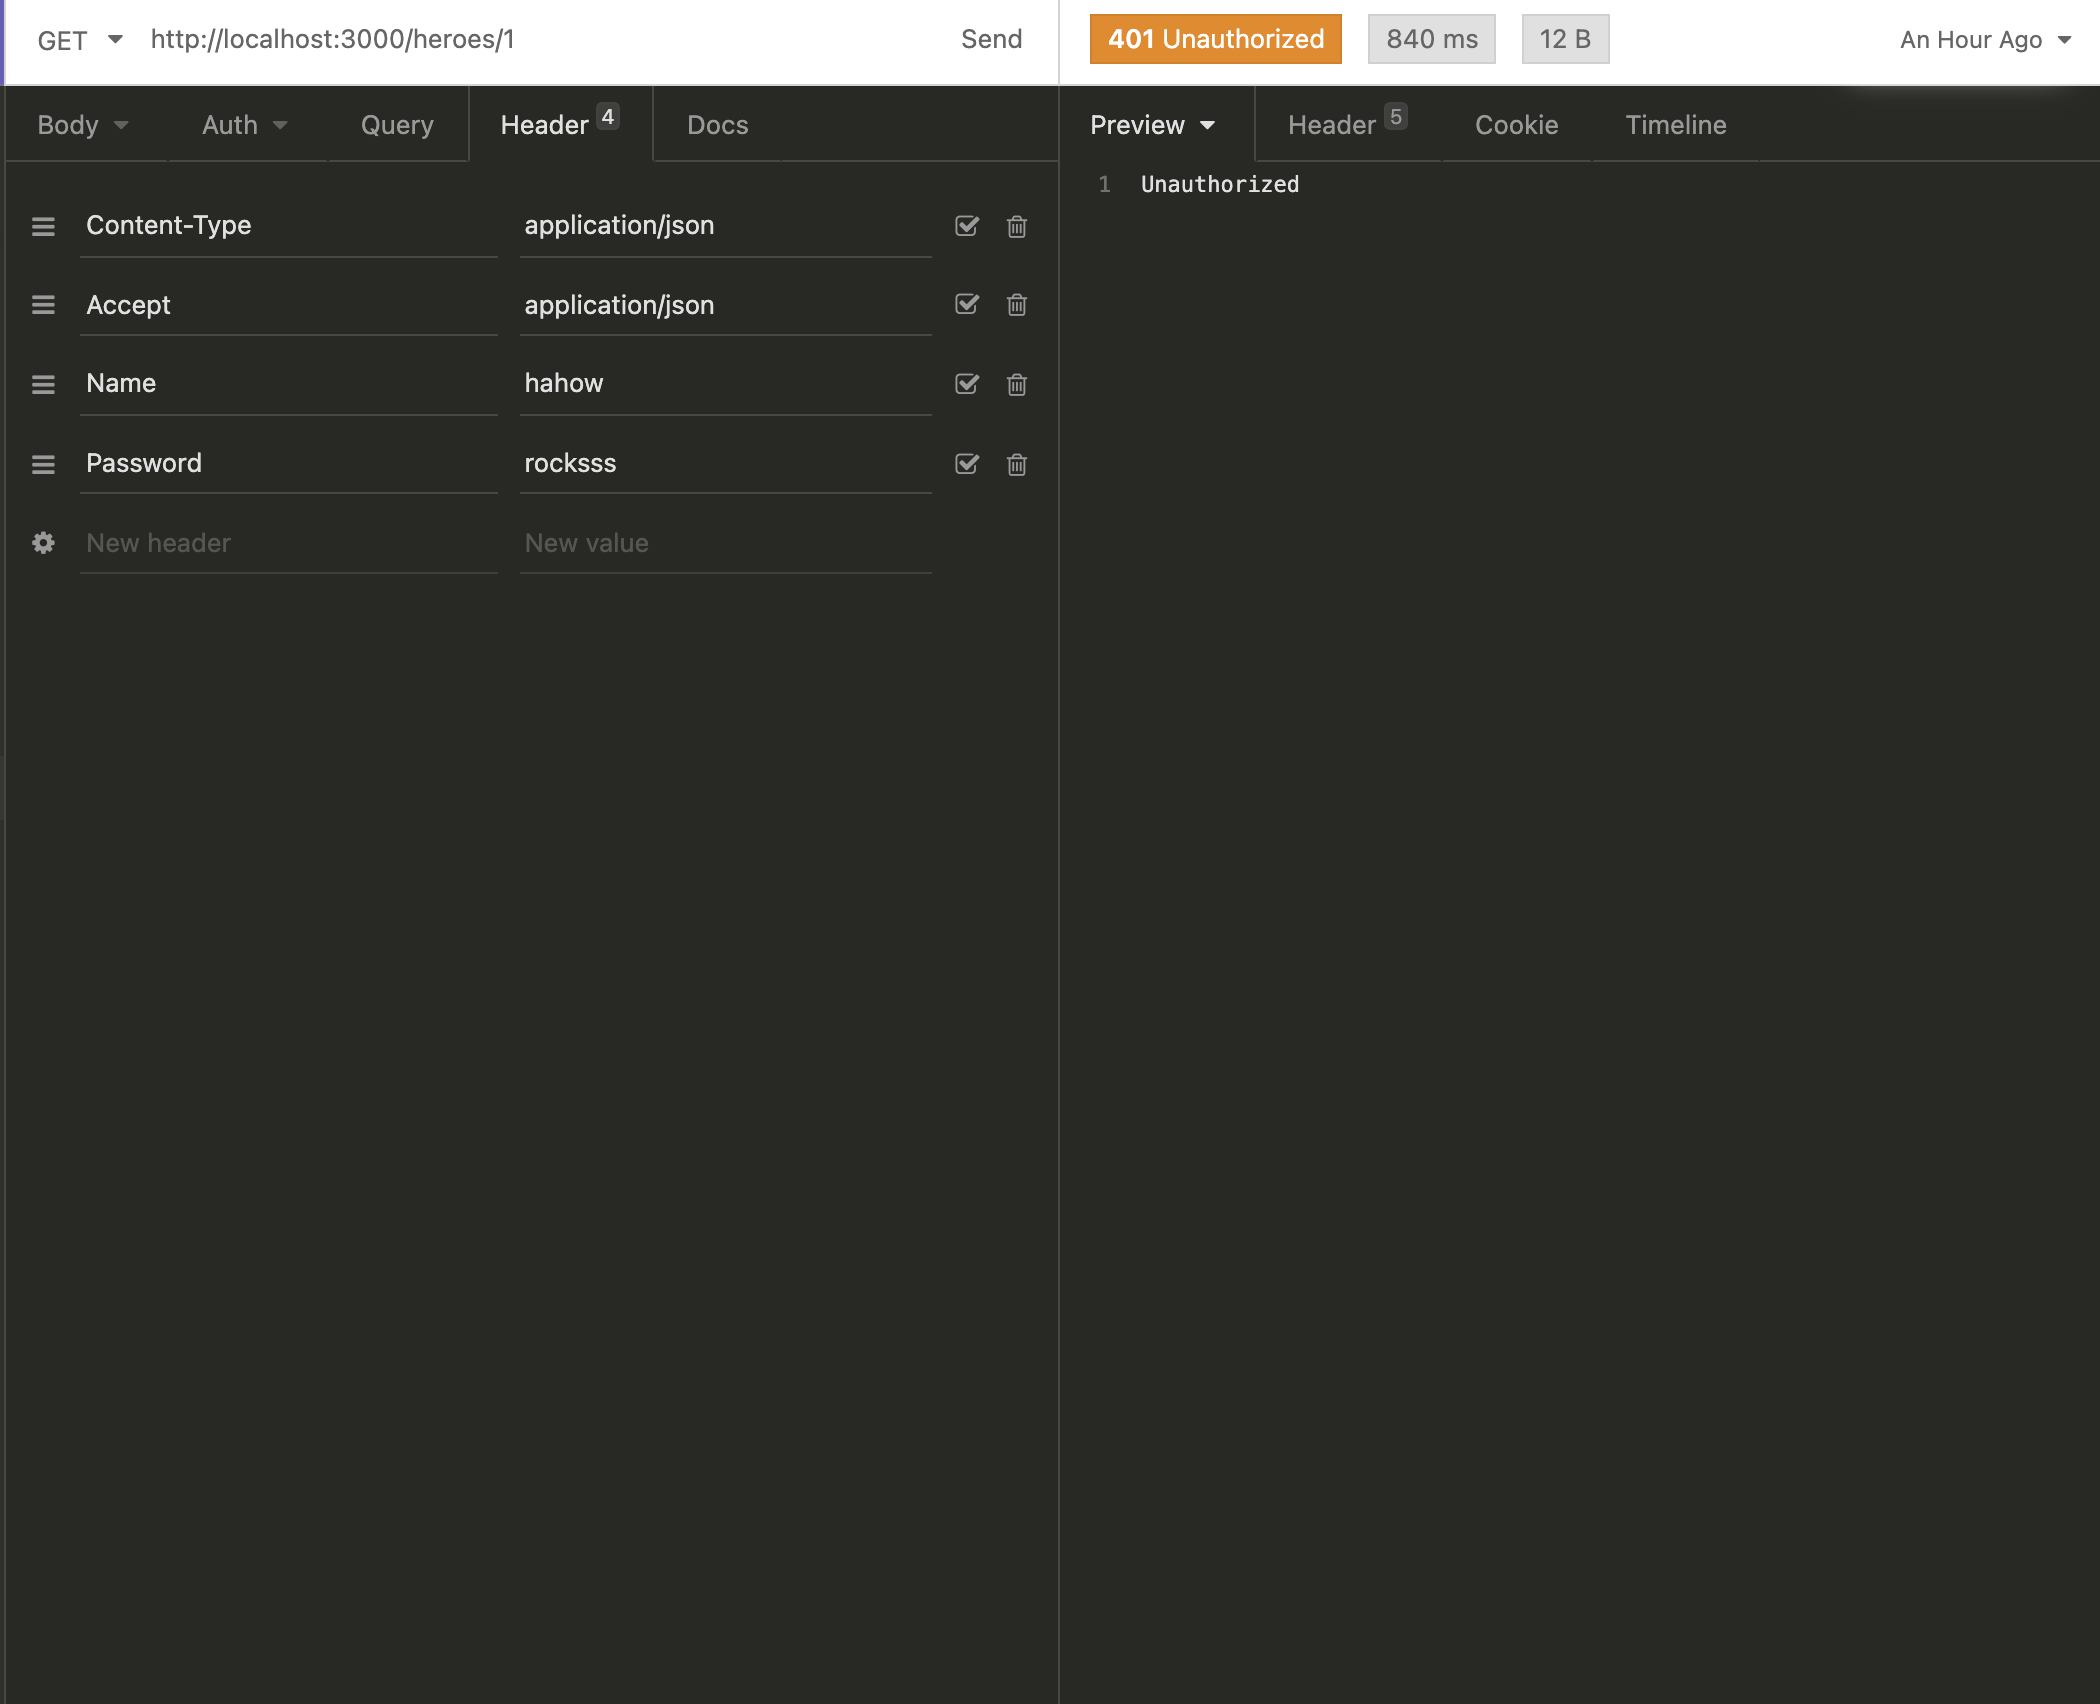 GET http://localhost:3000/heroes/1 Send
401 Unauthorized 840 ms 12 B An Hour Ago
Body Auth Query Header 4 Docs
Preview Header 5 Cookie Timeline
Content-Type application/json
Accept application/json
Name hahow
Password rocksss
New header New value
1 Unauthorized